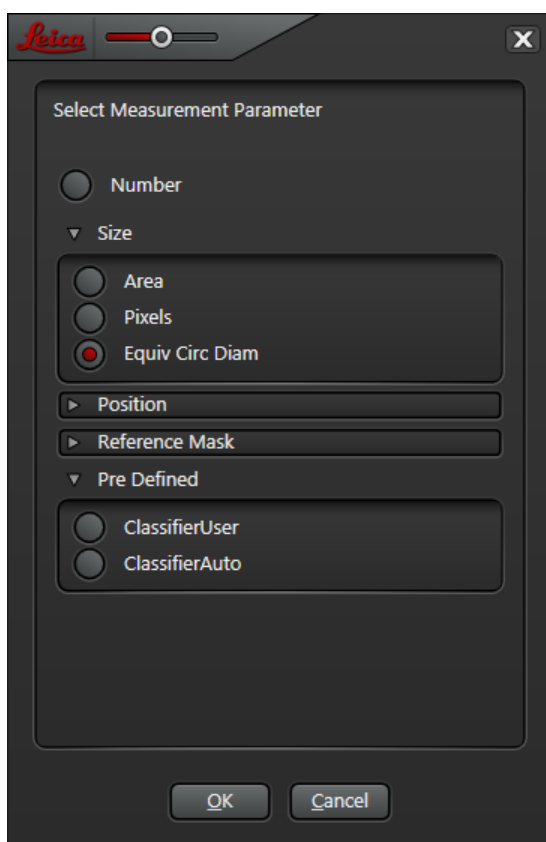 Leica
X
Select Measurement Parameter
Number
Size
Area
Pixels
Equiv Circ Diam
Position
Reference Mask
Pre Defined
ClassifierUser
ClassifierAuto
OK
Cancel